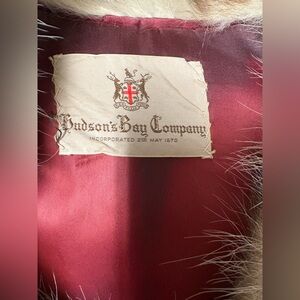 Hudson's Bay Company
INCORPORATED 2ND MAY 1670